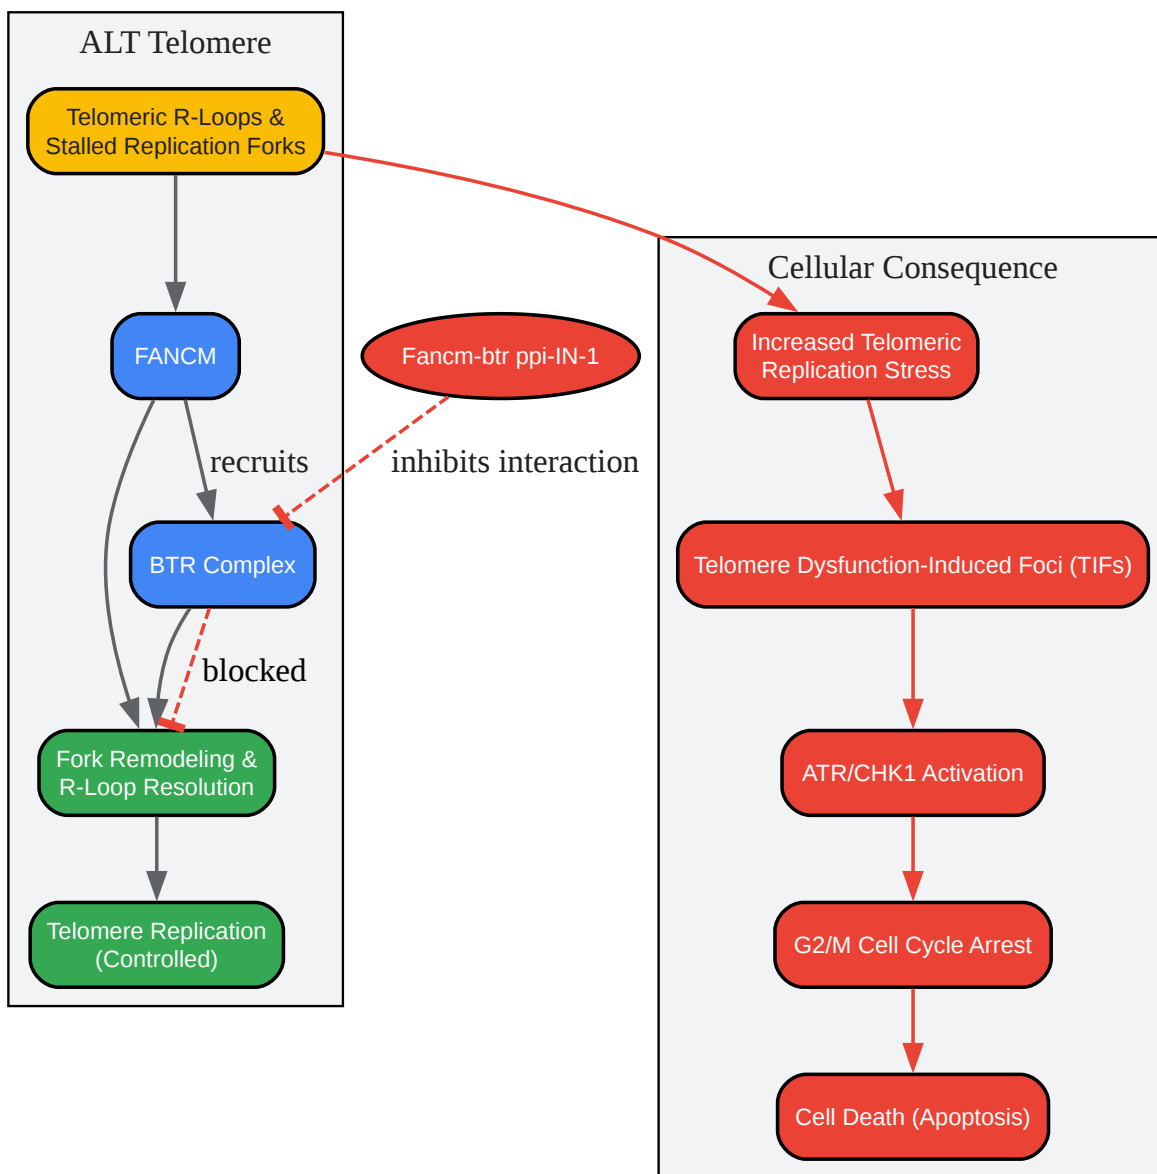 ALT Telomere
Telomeric R-Loops &
Stalled Replication Forks
FANCM
recruits
BTR Complex
blocked
Fork Remodeling &
R-Loop Resolution
Telomere Replication
(Controlled)
Fancm-btr ppi-IN-1
inhibits interaction
Cellular Consequence
Increased Telomeric
Replication Stress
Telomere Dysfunction-Induced Foci (TIFs)
ATR/CHK1 Activation
G2/M Cell Cycle Arrest
Cell Death (Apoptosis)